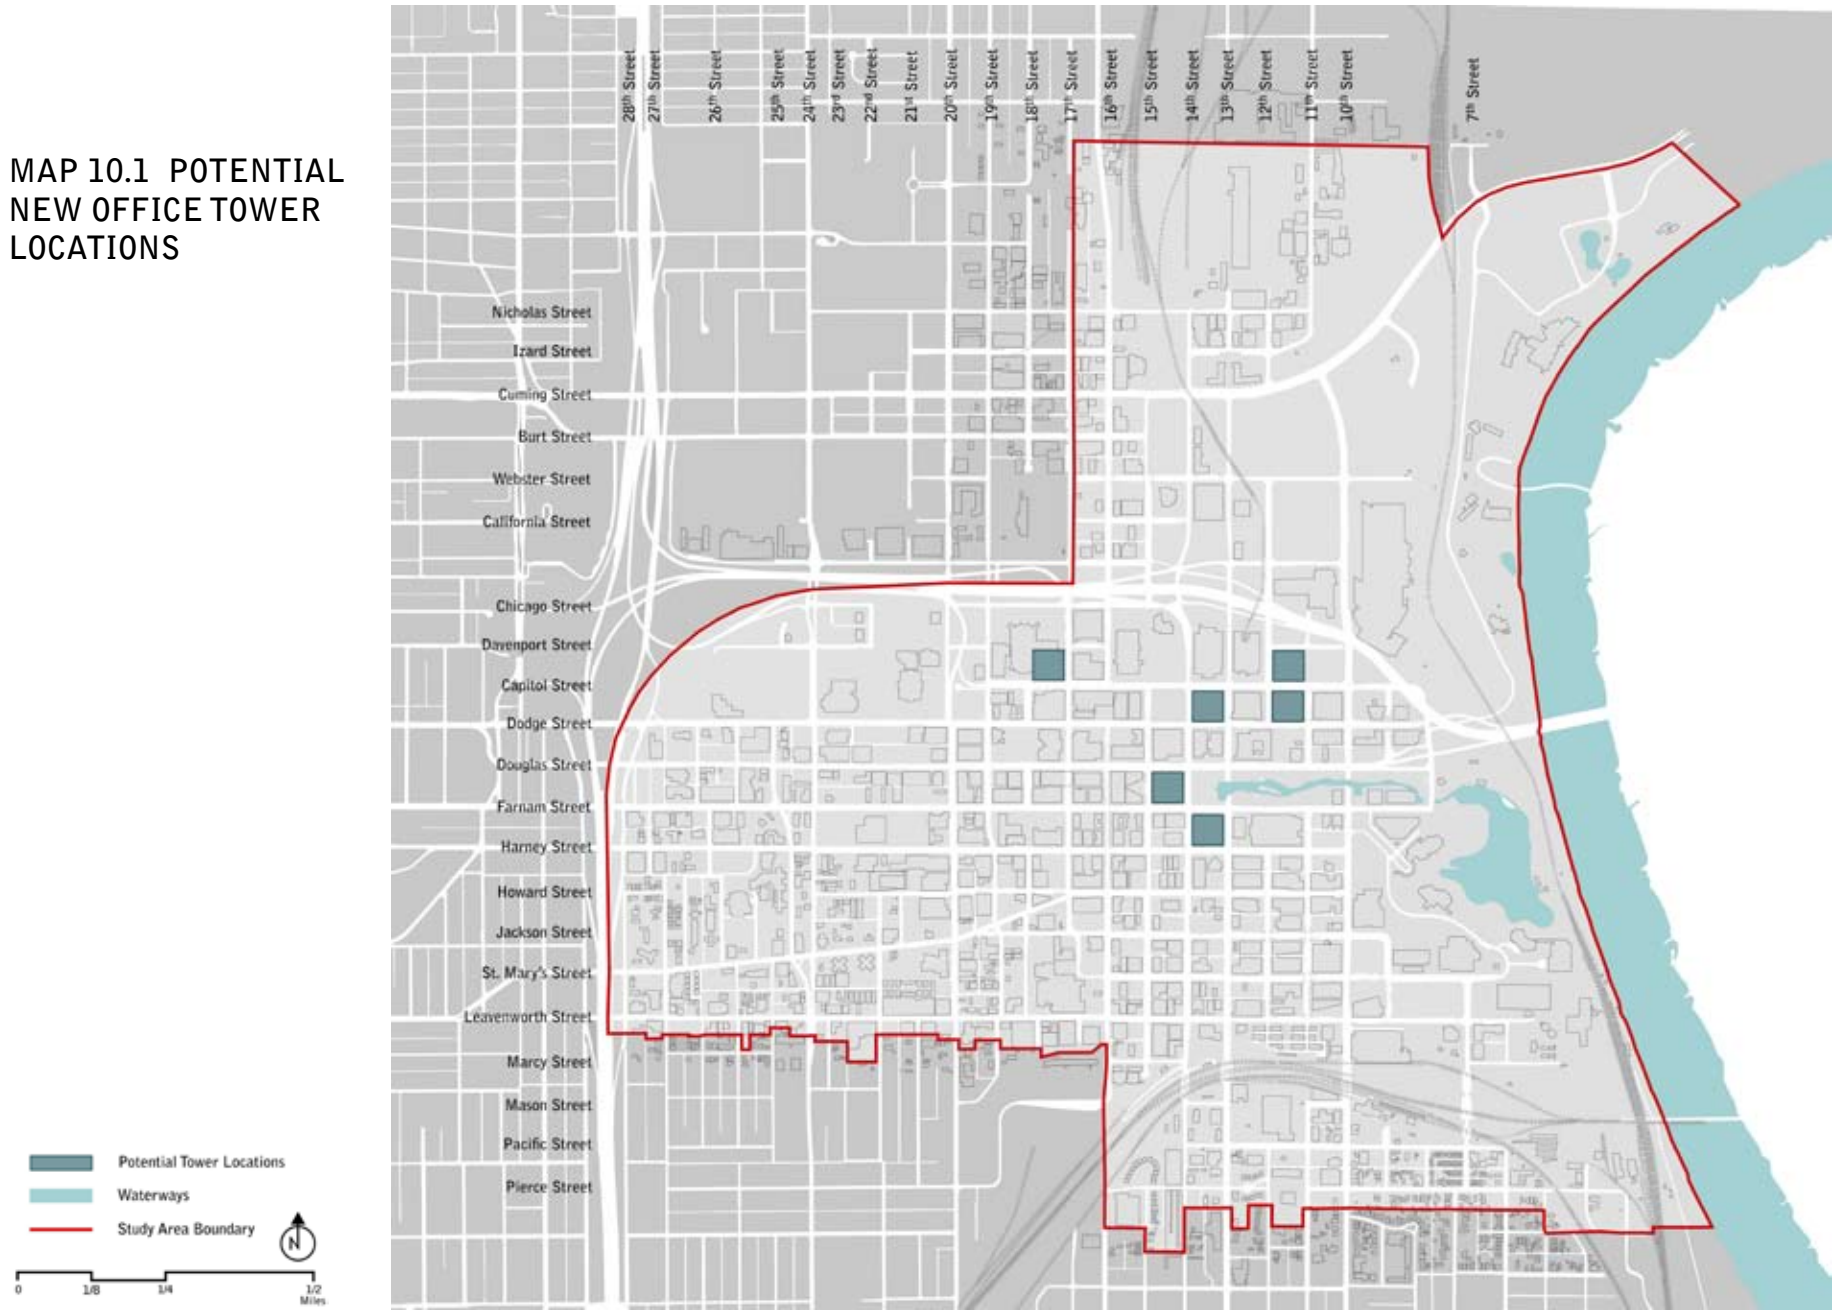 MAP 10.1 POTENTIAL
NEW OFFICE TOWER
LOCATIONS
28th Street
27th Street
26th Street
25th Street
24th Street
23rd Street
22nd Street
21st Street
20th Street
19th Street
18th Street
17th Street
16th Street
15th Street
14th Street
13th Street
12th Street
11th Street
10th Street
7th Street
Nicholas Street
Izard Street
Cuming Street
Burt Street
Webster Street
California Street
Chicago Street
Davenport Street
Capitol Street
Dodge Street
Douglas Street
Farnam Street
Harney Street
Howard Street
Jackson Street
St. Mary's Street
Leavenworth Street
Marcy Street
Mason Street
Pacific Street
Pierce Street
Potential Tower Locations
Waterways
Study Area Boundary
N
0 1/8 1/4 1/2
Miles